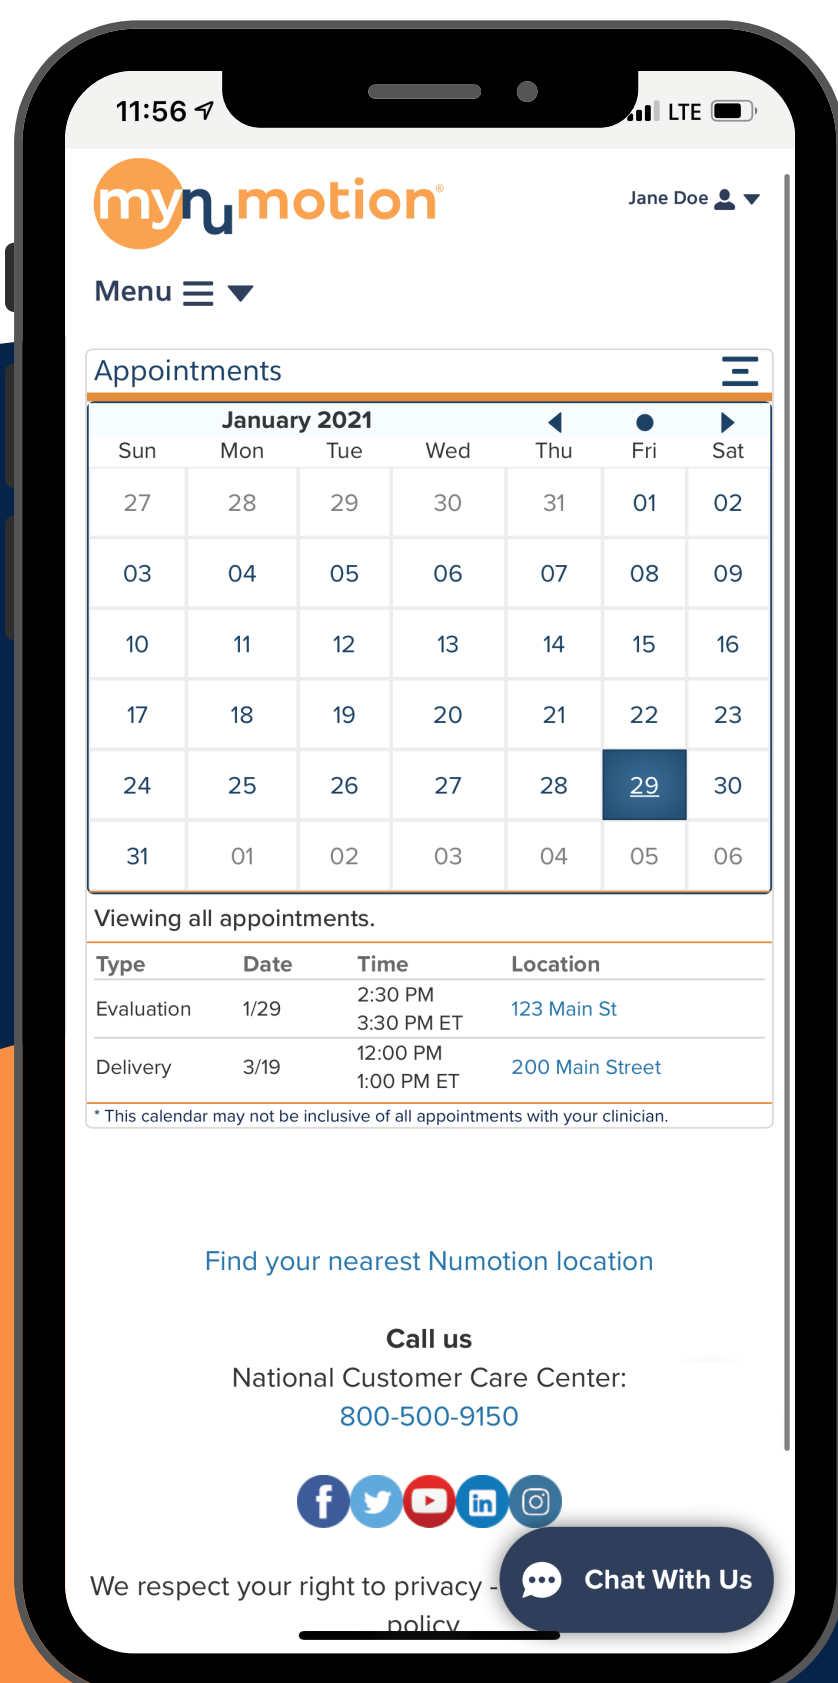 11:56 LTE
mynumotion®
Jane Doe
Menu
Appointments
January 2021
Sun Mon Tue Wed Thu Fri Sat
27 28 29 30 31 01 02
03 04 05 06 07 08 09
10 11 12 13 14 15 16
17 18 19 20 21 22 23
24 25 26 27 28 29 30
31 01 02 03 04 05 06
Viewing all appointments.
Type Date Time Location
Evaluation 1/29 2:30 PM 3:30 PM ET 123 Main St
Delivery 3/19 12:00 PM 1:00 PM ET 200 Main Street
* This calendar may not be inclusive of all appointments with your clinician.
Find your nearest Numotion location
Call us
National Customer Care Center:
800-500-9150
We respect your right to privacy -
policy
Chat With Us